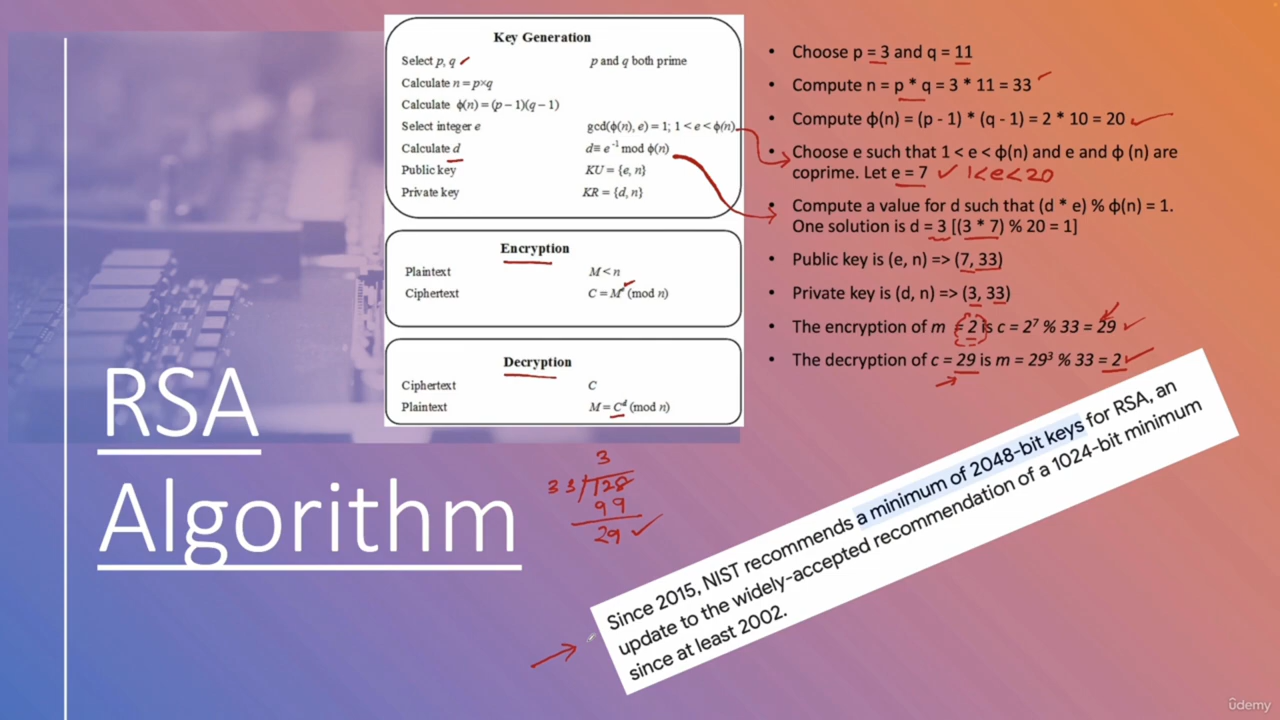 RSA
Algorithm
Key Generation
Select p, q ✓ p and q both prime
Calculate n = p×q
Calculate ϕ(n) = (p − 1)(q − 1)
Select integer e gcd(ϕ(n), e) = 1; 1 < e < ϕ(n)
Calculate d d ≡ e⁻¹ mod ϕ(n)
Public key KU = {e, n}
Private key KR = {d, n}
Encryption
Plaintext M < n
Ciphertext C = Mᵉ (mod n)
Decryption
Ciphertext C
Plaintext M = Cᵈ (mod n)
• Choose p = 3 and q = 11
• Compute n = p * q = 3 * 11 = 33 ✓
• Compute ϕ(n) = (p - 1) * (q - 1) = 2 * 10 = 20 ✓
• Choose e such that 1 < e < ϕ(n) and e and ϕ (n) are
coprime. Let e = 7 ✓ 1<e<20
• Compute a value for d such that (d * e) % ϕ(n) = 1.
One solution is d = 3 [(3 * 7) % 20 = 1]
• Public key is (e, n) => (7, 33)
• Private key is (d, n) => (3, 33)
• The encryption of m = 2 is c = 2⁷ % 33 = 29 ✓
• The decryption of c = 29 is m = 29³ % 33 = 2 ✓
3
33 128
99
29 ✓
Since 2015, NIST recommends a minimum of 2048-bit keys for RSA, an
update to the widely-accepted recommendation of a 1024-bit minimum
since at least 2002.
ûdemy